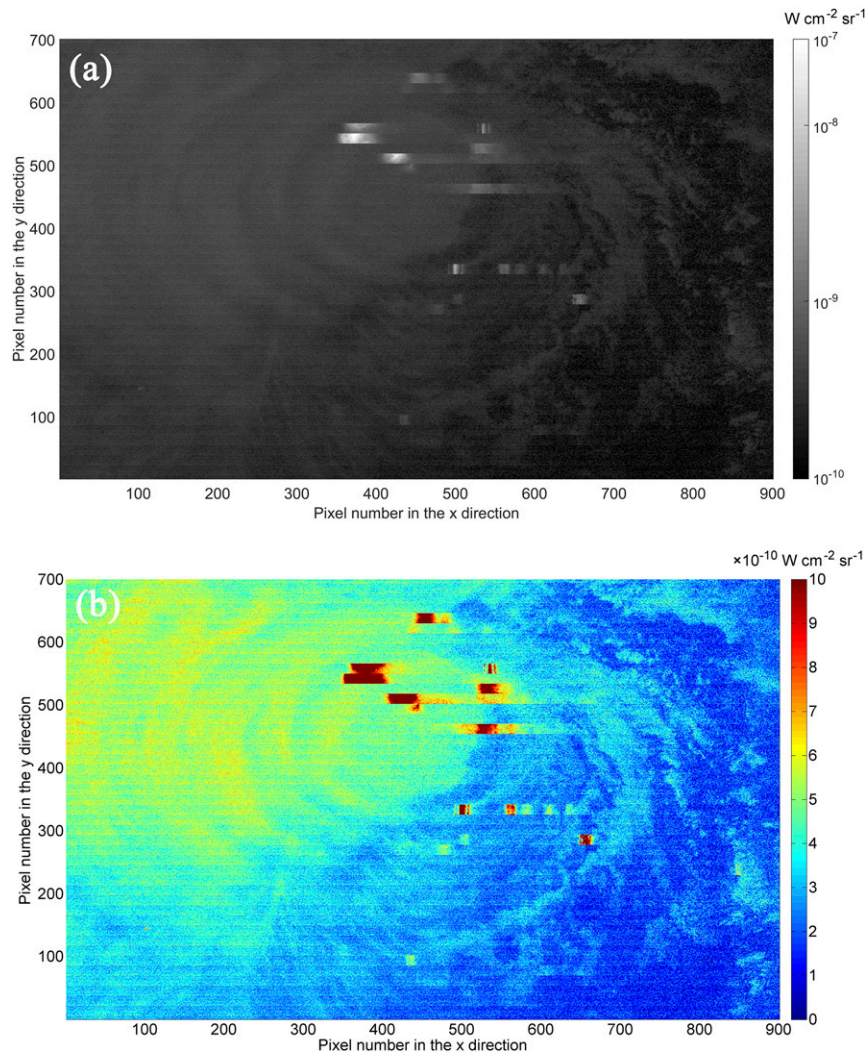 W cm-2 sr-1
(a)
10-7
10-8
10-9
10-10
700
600
500
400
300
200
100
Pixel number in the y direction
100 200 300 400 500 600 700 800 900
Pixel number in the x direction
×10-10 W cm-2 sr-1
(b)
10
9
8
7
6
5
4
3
2
1
0
700
600
500
400
300
200
100
Pixel number in the y direction
100 200 300 400 500 600 700 800 900
Pixel number in the x direction